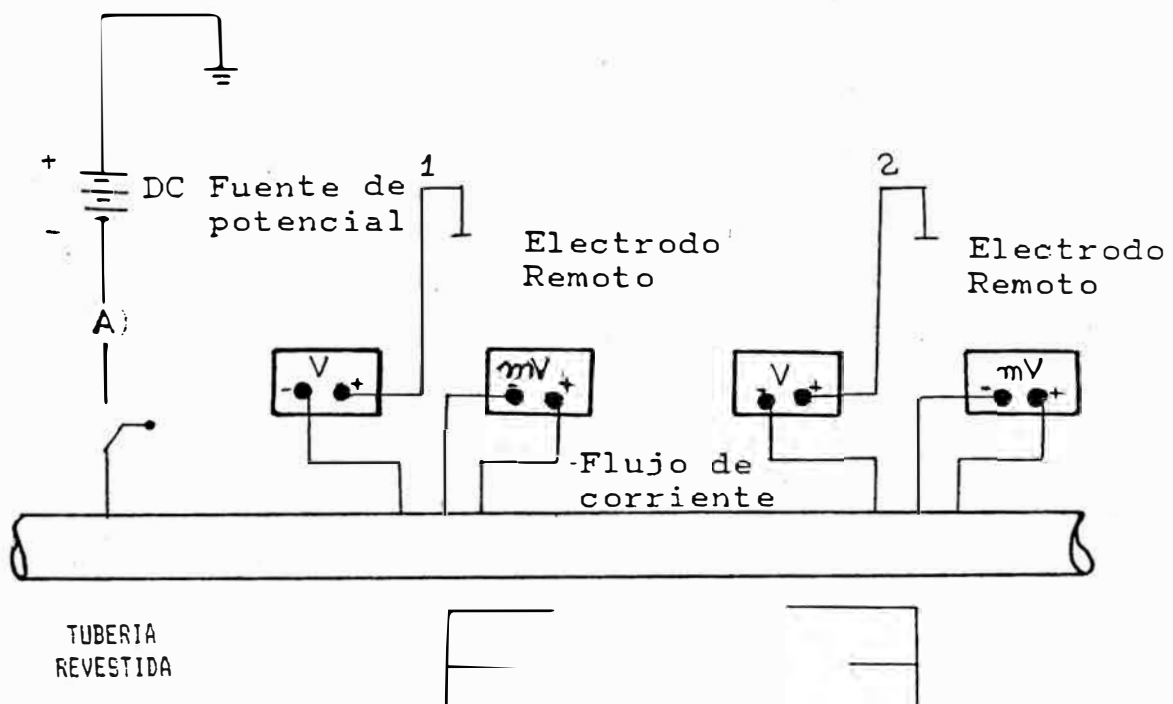 +
-
DC Fuente de
potencial
A
1
Electrodo
Remoto
2
Electrodo
Remoto
V
- +
mV
- +
V
- +
mV
- +
-Flujo de
corriente
TUBERIA
REVESTIDA